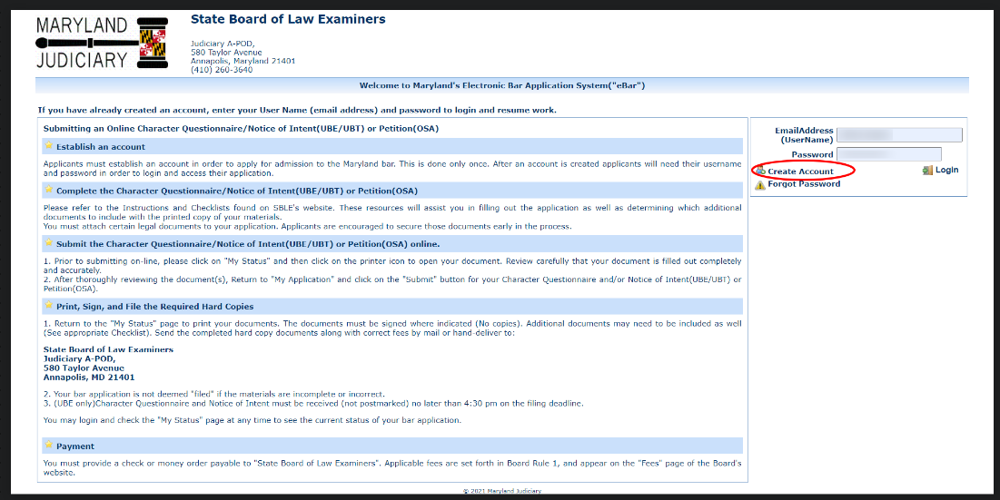 MARYLAND
JUDICIARY
State Board of Law Examiners
Judiciary A-POD,
580 Taylor Avenue
Annapolis, Maryland 21401
(410) 260-3640
Welcome to Maryland's Electronic Bar Application System("eBar")
If you have already created an account, enter your User Name (email address) and password to login and resume work.
Submitting an Online Character Questionnaire/Notice of Intent(UBE/UBT) or Petition(OSA)
Establish an account
Applicants must establish an account in order to apply for admission to the Maryland bar. This is done only once. After an account is created applicants will need their username
and password in order to login and access their application.
Complete the Character Questionnaire/Notice of Intent(UBE/UBT) or Petition(OSA)
Please refer to the Instructions and Checklists found on SBLE's website. These resources will assist you in filling out the application as well as determining which additional
documents to include with the printed copy of your materials.
You must attach certain legal documents to your application. Applicants are encouraged to secure those documents early in the process.
Submit the Character Questionnaire/Notice of Intent(UBE/UBT) or Petition(OSA) online.
1. Prior to submitting on-line, please click on "My Status" and then click on the printer icon to open your document. Review carefully that your document is filled out completely
and accurately.
2. After thoroughly reviewing the document(s), Return to "My Application" and click on the "Submit" button for your Character Questionnaire and/or Notice of Intent(UBE/UBT) or
Petition(OSA).
Print, Sign, and File the Required Hard Copies
1. Return to the "My Status" page to print your documents. The documents must be signed where indicated (No copies). Additional documents may need to be included as well
(See appropriate Checklist). Send the completed hard copy documents along with correct fees by mail or hand-deliver to:
State Board of Law Examiners
Judiciary A-POD,
580 Taylor Avenue
Annapolis, MD 21401
2. Your bar application is not deemed "filed" if the materials are incomplete or incorrect.
3. (UBE only)Character Questionnaire and Notice of Intent must be received (not postmarked) no later than 4:30 pm on the filing deadline.
You may login and check the "My Status" page at any time to see the current status of your bar application.
Payment
You must provide a check or money order payable to "State Board of Law Examiners". Applicable fees are set forth in Board Rule 1, and appear on the "Fees" page of the Board's
website.
EmailAddress
(UserName)
Password
Create Account
Login
Forgot Password
© 2021 Maryland Judiciary